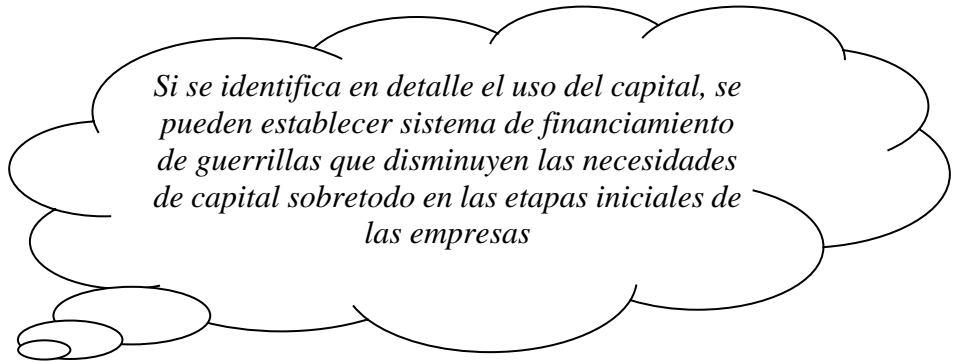 Si se identifica en detalle el uso del capital, se
pueden establecer sistema de financiamiento
de guerrillas que disminuyen las necesidades
de capital sobretodo en las etapas iniciales de
las empresas